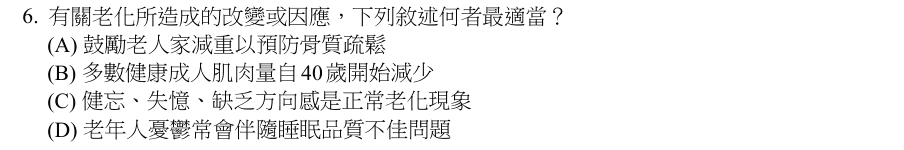 6. 有關老化所造成的改變或因應，下列敘述何者最適當？
(A) 鼓勵老人家減重以預防骨質疏鬆
(B) 多數健康成人肌肉量自 40 歲開始減少
(C) 健忘、失憶、缺乏方向感是正常老化現象
(D) 老年人憂鬱常會伴隨睡眠品質不佳問題